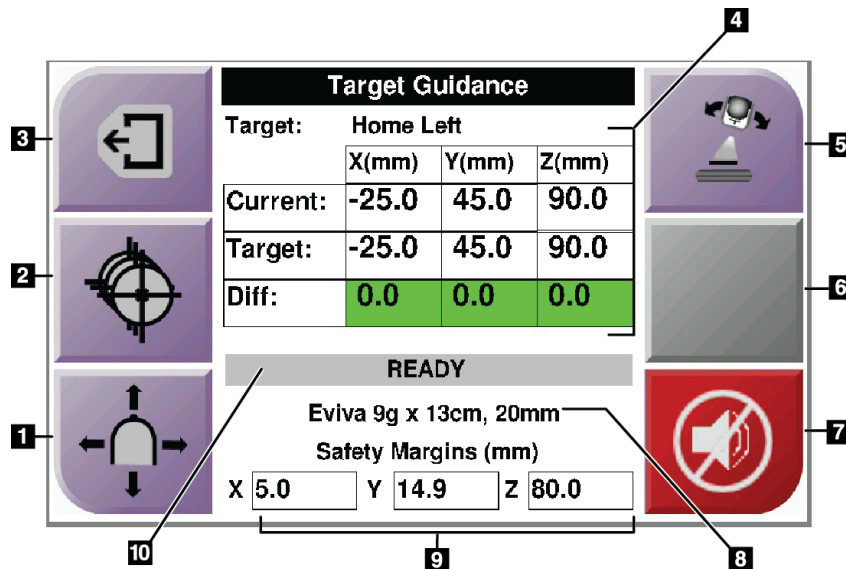 4
Target Guidance
3
Target: Home Left
5
X(mm) Y(mm) Z(mm)
Current: -25.0 45.0 90.0
2
Target: -25.0 45.0 90.0
6
Diff: 0.0 0.0 0.0
READY
Eviva 9g x 13cm, 20mm
1
7
Safety Margins (mm)
X 5.0 Y 14.9 Z 80.0
10
9
8